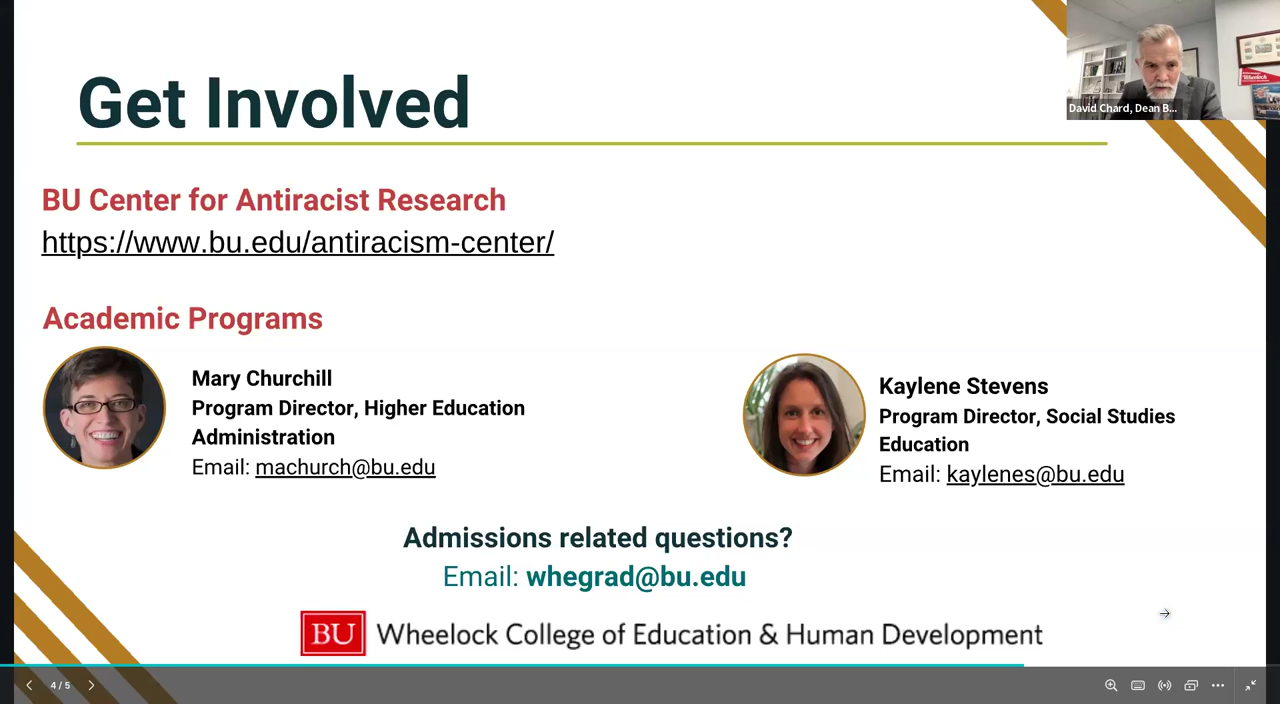 Get Involved
David Chard, Dean B...
Wheelock
BU Center for Antiracist Research
https://www.bu.edu/antiracism-center/
Academic Programs
Mary Churchill
Program Director, Higher Education
Administration
Email: machurch@bu.edu
Kaylene Stevens
Program Director, Social Studies
Education
Email: kaylenes@bu.edu
Admissions related questions?
Email: whegrad@bu.edu
BU Wheelock College of Education & Human Development
4 / 5